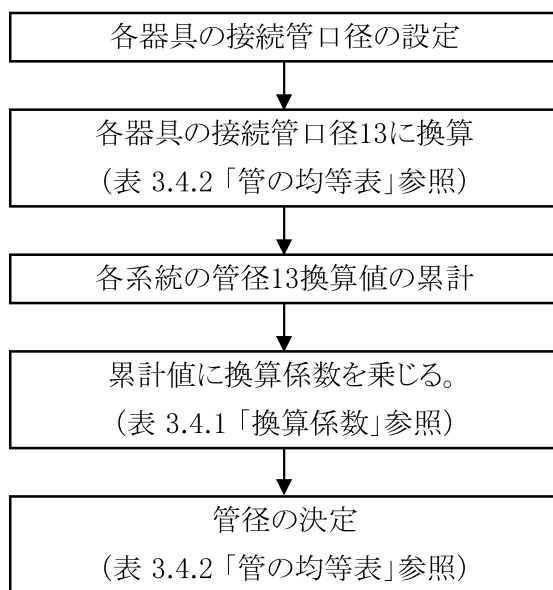 各器具の接続管口径の設定
各器具の接続管口径13に換算
（表 3.4.2「管の均等表」参照）
各系統の管径13換算値の累計
累計値に換算係数を乗じる。
（表 3.4.1「換算係数」参照）
管径の決定
（表 3.4.2「管の均等表」参照）